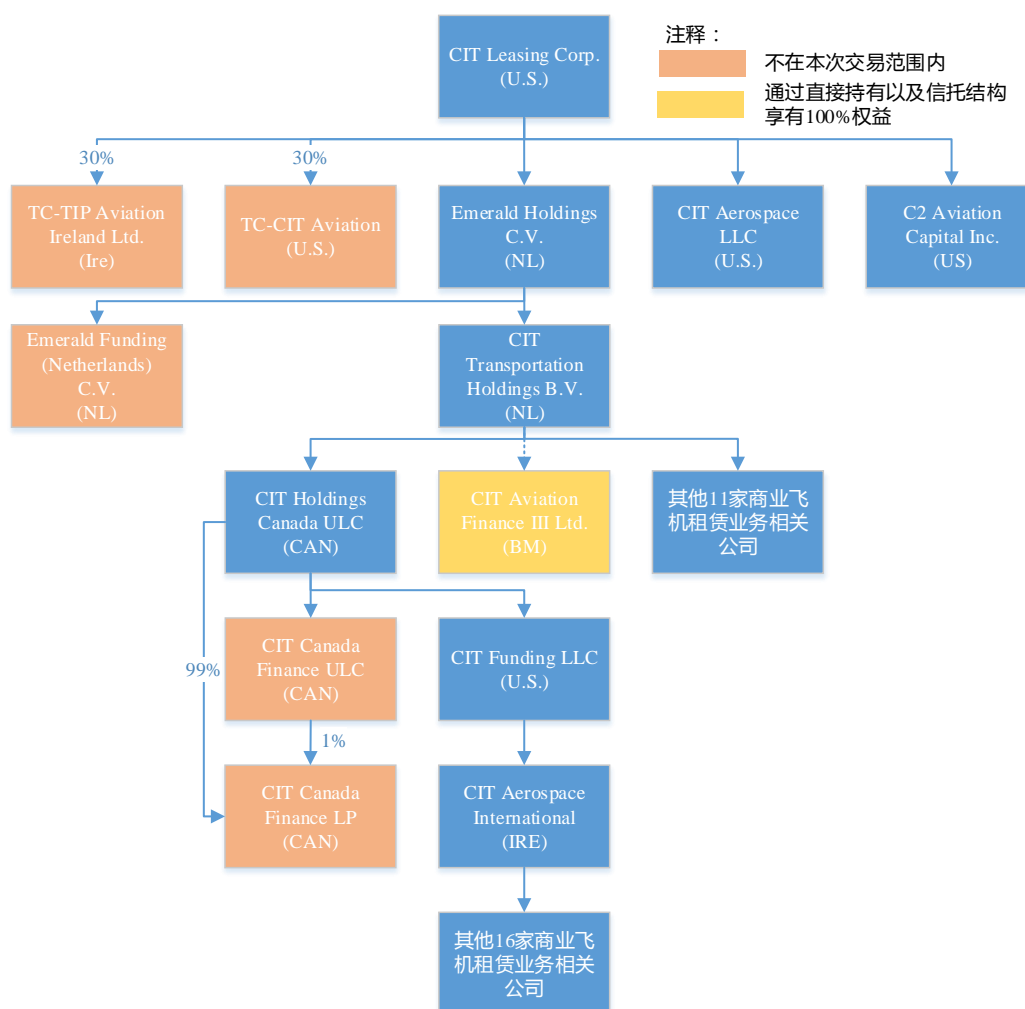 CIT Leasing Corp.
(U.S.)
注释：
不在本次交易范围内
通过直接持有以及信托结构
享有100%权益
30%
30%
TC-TIP Aviation
Ireland Ltd.
(Ire)
TC-CIT Aviation
(U.S.)
Emerald Holdings
C.V.
(NL)
CIT Aerospace
LLC
(U.S.)
C2 Aviation
Capital Inc.
(US)
Emerald Funding
(Netherlands)
C.V.
(NL)
CIT
Transportation
Holdings B.V.
(NL)
CIT Holdings
Canada ULC
(CAN)
CIT Aviation
Finance III Ltd.
(BM)
其他11家商业飞
机租赁业务相关
公司
99%
CIT Canada
Finance ULC
(CAN)
CIT Funding LLC
(U.S.)
1%
CIT Canada
Finance LP
(CAN)
CIT Aerospace
International
(IRE)
其他16家商业飞
机租赁业务相关
公司